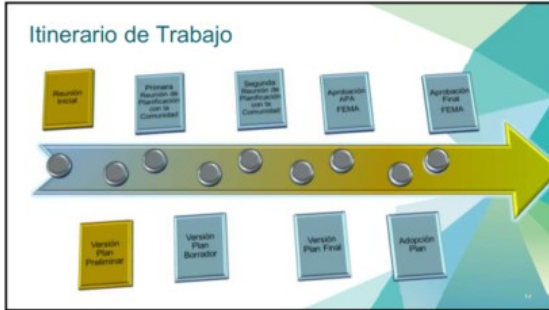 Itinerario de Trabajo
Reunión
Inicial
Primera
Reunión de
Planificación
con la
Comunidad
Segunda
Reunión de
Planificación
con la
Comunidad
Aprobación
APA
FEMA
Aprobación
Final
FEMA
Versión
Plan
Preliminar
Versión
Plan
Borrador
Versión
Plan Final
Adopción
Plan